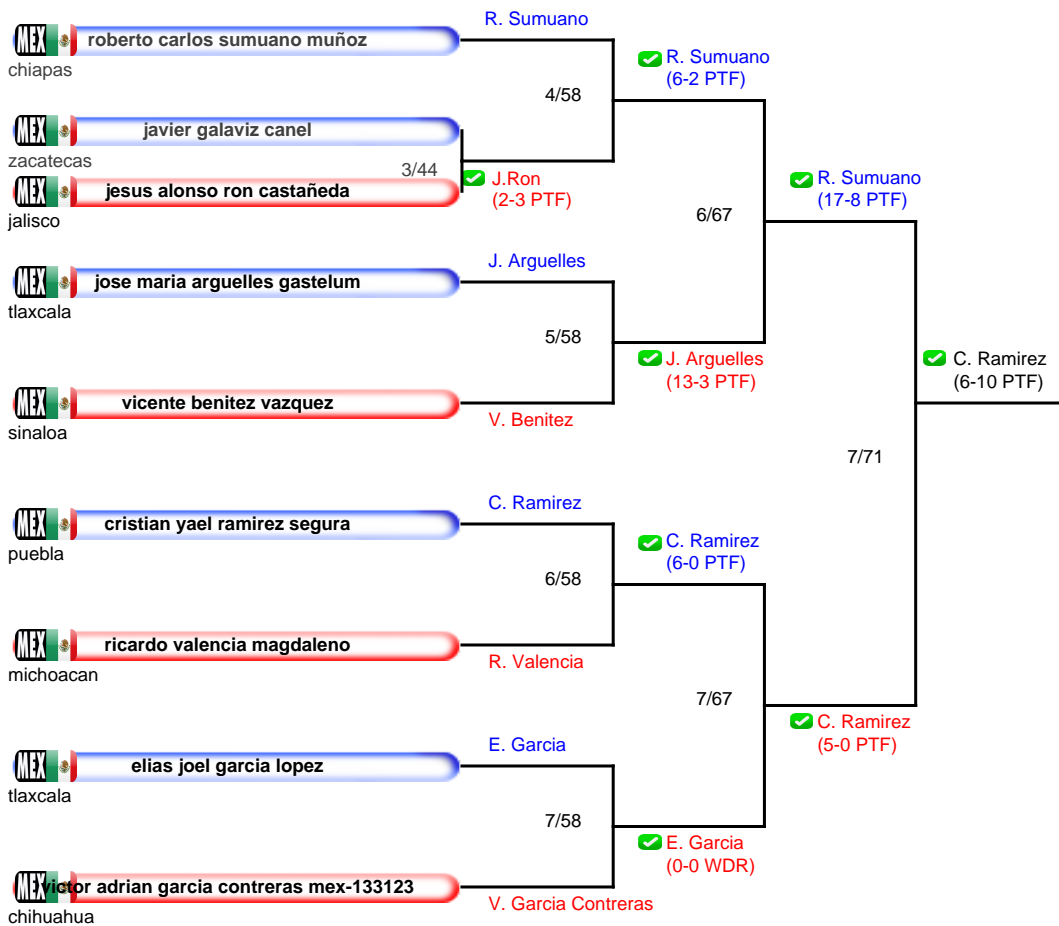 R. Sumuano
MEX roberto carlos sumuano muñoz
chiapas
R. Sumuano
(6-2 PTF)
4/58
MEX javier galaviz canel
zacatecas
3/44
J.Ron
(2-3 PTF)
MEX jesus alonso ron castañeda
jalisco
R. Sumuano
(17-8 PTF)
6/67
J. Arguelles
MEX jose maria arguelles gastelum
tlaxcala
5/58
J. Arguelles
(13-3 PTF)
C. Ramirez
(6-10 PTF)
MEX vicente benitez vazquez
sinaloa
V. Benitez
7/71
C. Ramirez
MEX cristian yael ramirez segura
puebla
C. Ramirez
(6-0 PTF)
6/58
MEX ricardo valencia magdaleno
michoacan
R. Valencia
7/67
C. Ramirez
(5-0 PTF)
E. Garcia
MEX elias joel garcia lopez
tlaxcala
7/58
E. Garcia
(0-0 WDR)
MEX victor adrian garcia contreras mex-133123
chihuahua
V. Garcia Contreras